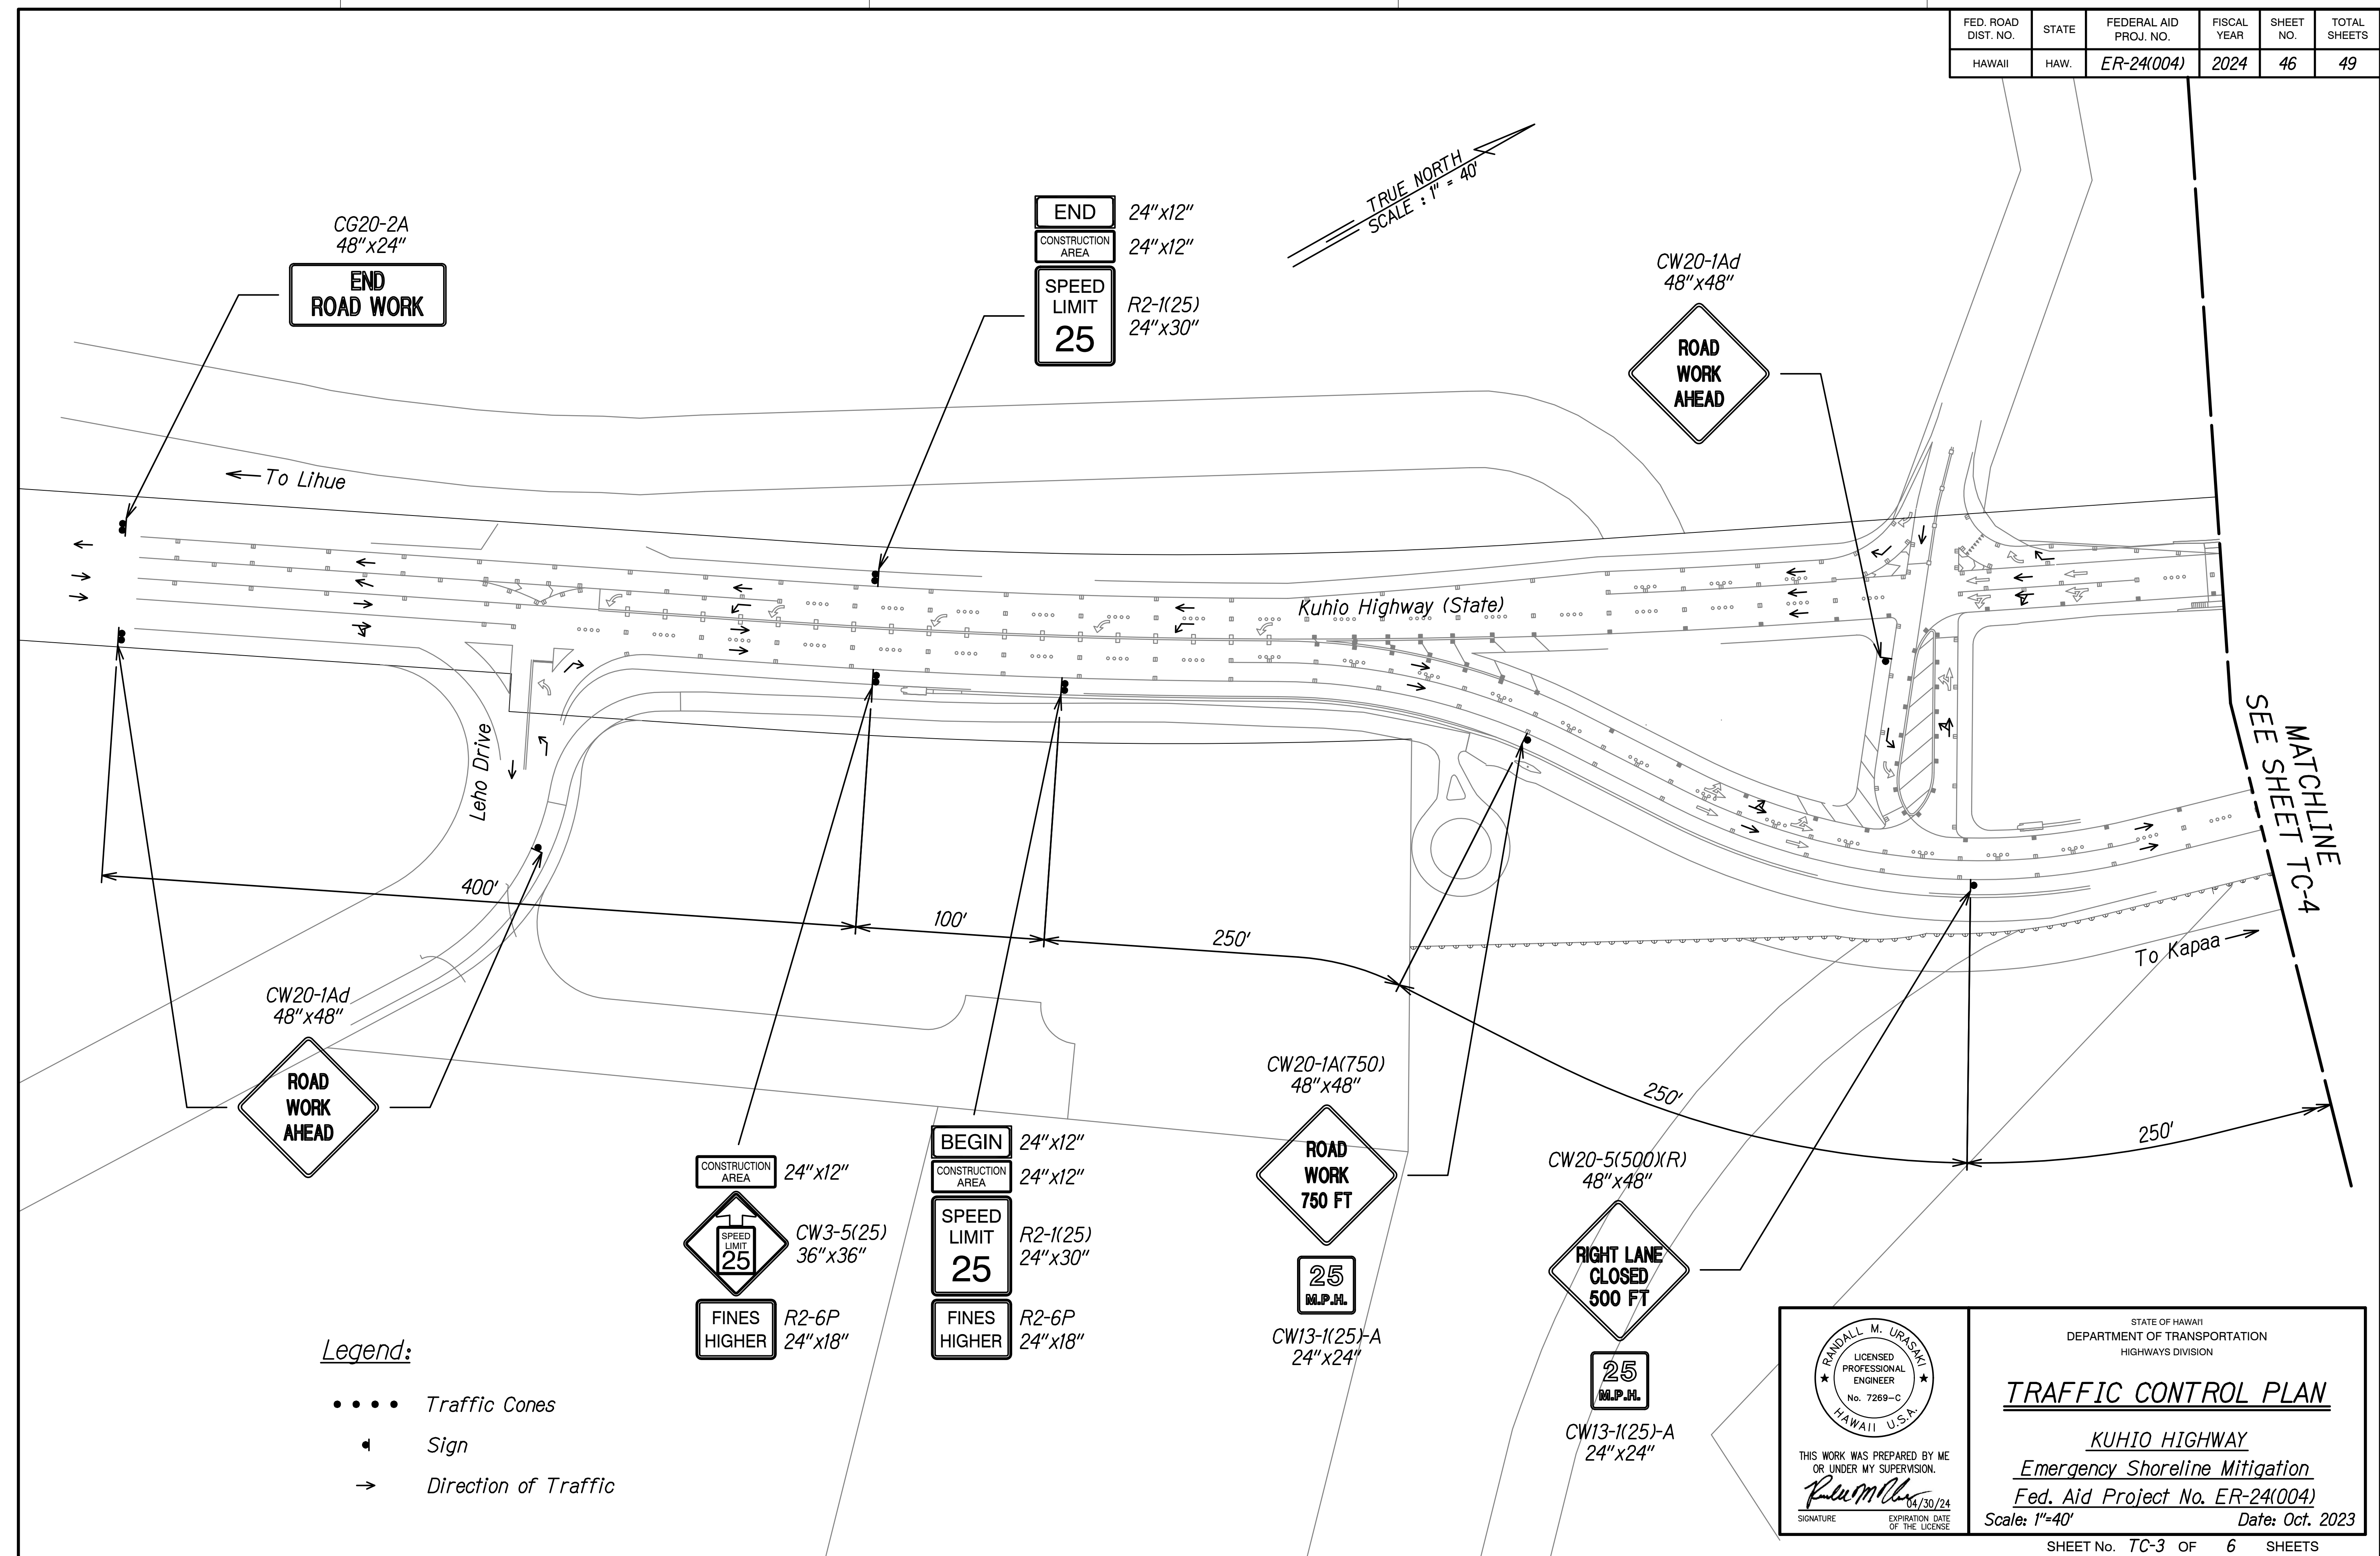 FED. ROAD DIST. NO.
STATE
FEDERAL AID PROJ. NO.
FISCAL YEAR
SHEET NO.
TOTAL SHEETS
HAWAII
HAW.
ER-24(004)
2024
46
49
TRUE NORTH
SCALE : 1" = 40'
CG20-2A
48"x24"
END
ROAD WORK
END
24"x12"
CONSTRUCTION
AREA
24"x12"
SPEED
LIMIT
25
R2-1(25)
24"x30"
CW20-1Ad
48"x48"
ROAD
WORK
AHEAD
To Lihue
Kuhio Highway (State)
Leho Drive
MATCHLINE
SEE SHEET TC-4
400'
100'
250'
250'
250'
To Kapaa
CW20-1Ad
48"x48"
ROAD
WORK
AHEAD
CONSTRUCTION
AREA
24"x12"
SPEED
LIMIT
25
CW3-5(25)
36"x36"
FINES
HIGHER
R2-6P
24"x18"
BEGIN
24"x12"
CONSTRUCTION
AREA
24"x12"
SPEED
LIMIT
25
R2-1(25)
24"x30"
FINES
HIGHER
R2-6P
24"x18"
CW20-1A(750)
48"x48"
ROAD
WORK
750 FT
25
M.P.H.
CW13-1(25)-A
24"x24"
CW20-5(500)(R)
48"x48"
RIGHT LANE
CLOSED
500 FT
25
M.P.H.
CW13-1(25)-A
24"x24"
Legend:
Traffic Cones
Sign
Direction of Traffic
RANDALL M. URASAKI
LICENSED
PROFESSIONAL
ENGINEER
No. 7269-C
HAWAII U.S.A.
THIS WORK WAS PREPARED BY ME
OR UNDER MY SUPERVISION.
04/30/24
SIGNATURE
EXPIRATION DATE
OF THE LICENSE
STATE OF HAWAI'I
DEPARTMENT OF TRANSPORTATION
HIGHWAYS DIVISION
TRAFFIC CONTROL PLAN
KUHIO HIGHWAY
Emergency Shoreline Mitigation
Fed. Aid Project No. ER-24(004)
Scale: 1"=40'
Date: Oct. 2023
SHEET No. TC-3 OF 6 SHEETS